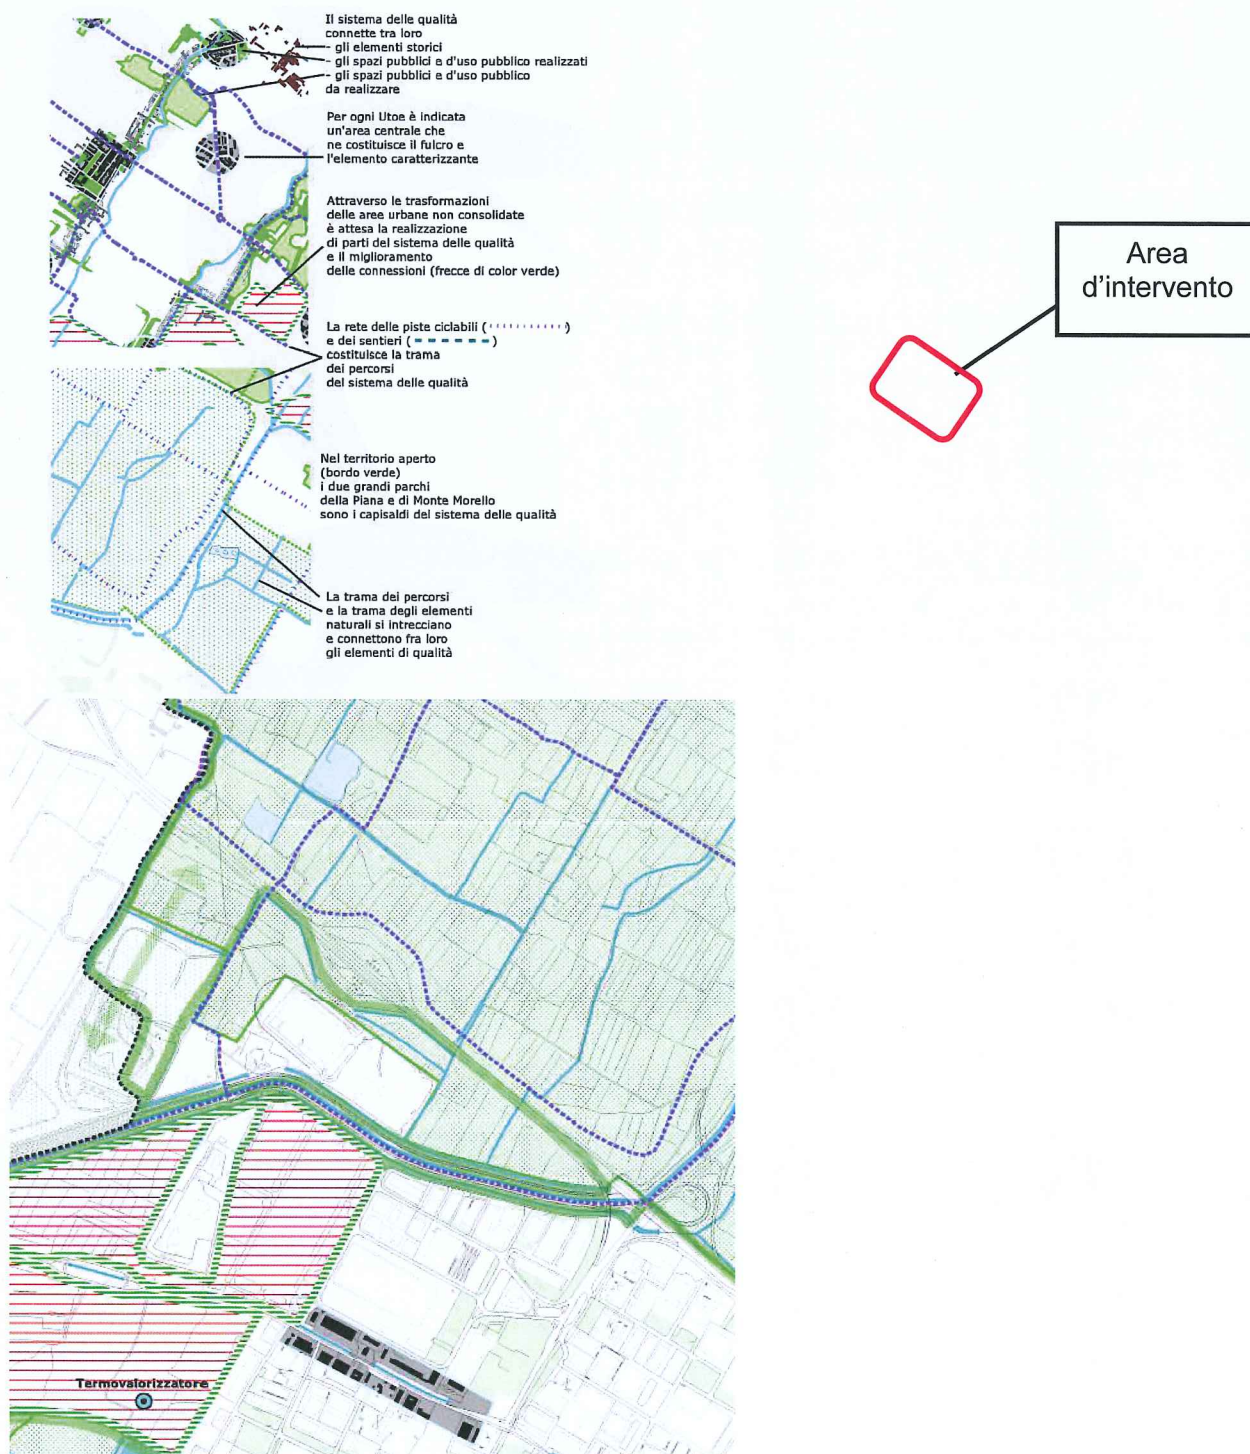 Il sistema delle qualità
connette tra loro
- gli elementi storici
- gli spazi pubblici e d'uso pubblico realizzati
- gli spazi pubblici e d'uso pubblico
da realizzare
Per ogni Utoe è indicata
un'area centrale che
ne costituisce il fulcro e
l'elemento caratterizzante
Attraverso le trasformazioni
delle aree urbane non consolidate
è attesa la realizzazione
di parti del sistema delle qualità
e il miglioramento
delle connessioni (frecce di color verde)
La rete delle piste ciclabili ( )
e dei sentieri ( )
costituisce la trama
dei percorsi
del sistema delle qualità
Nel territorio aperto
(bordo verde)
i due grandi parchi
della Piana e di Monte Morello
sono i capisaldi del sistema delle qualità
La trama dei percorsi
e la trama degli elementi
naturali si intrecciano
e connettono fra loro
gli elementi di qualità
Area
d'intervento
Termovalorizzatore